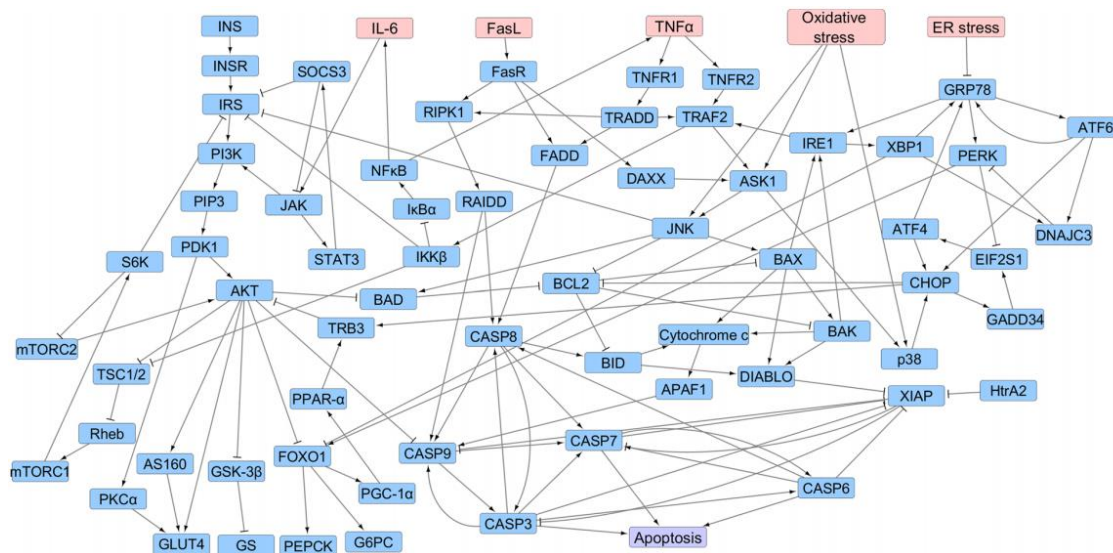 INS
IL-6
FasL
TNFα
Oxidative
stress
ER stress
INSR
SOCS3
FasR
TNFR1
TNFR2
GRP78
IRS
RIPK1
TRADD
TRAF2
ATF6
IRE1
XBP1
PERK
PI3K
NFκB
FADD
DAXX
ASK1
PIP3
JAK
IκBα
RAIDD
PDK1
STAT3
IKKβ
JNK
ATF4
DNAJC3
S6K
BAX
EIF2S1
AKT
BAD
BCL2
CHOP
TRB3
GADD34
mTORC2
CASP8
Cytochrome c
BAK
TSC1/2
BID
DIABLO
p38
PPAR-α
APAF1
XIAP
HtrA2
Rheb
mTORC1
AS160
GSK-3β
FOXO1
CASP9
CASP7
PKCα
PGC-1α
CASP6
CASP3
GLUT4
GS
PEPCK
G6PC
Apoptosis